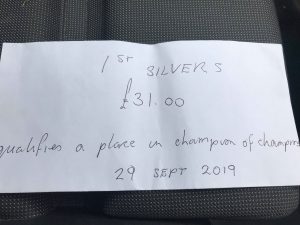 1ST SILVERS
£31.00
qualifies a place in champion of champions
29 SEPT 2019